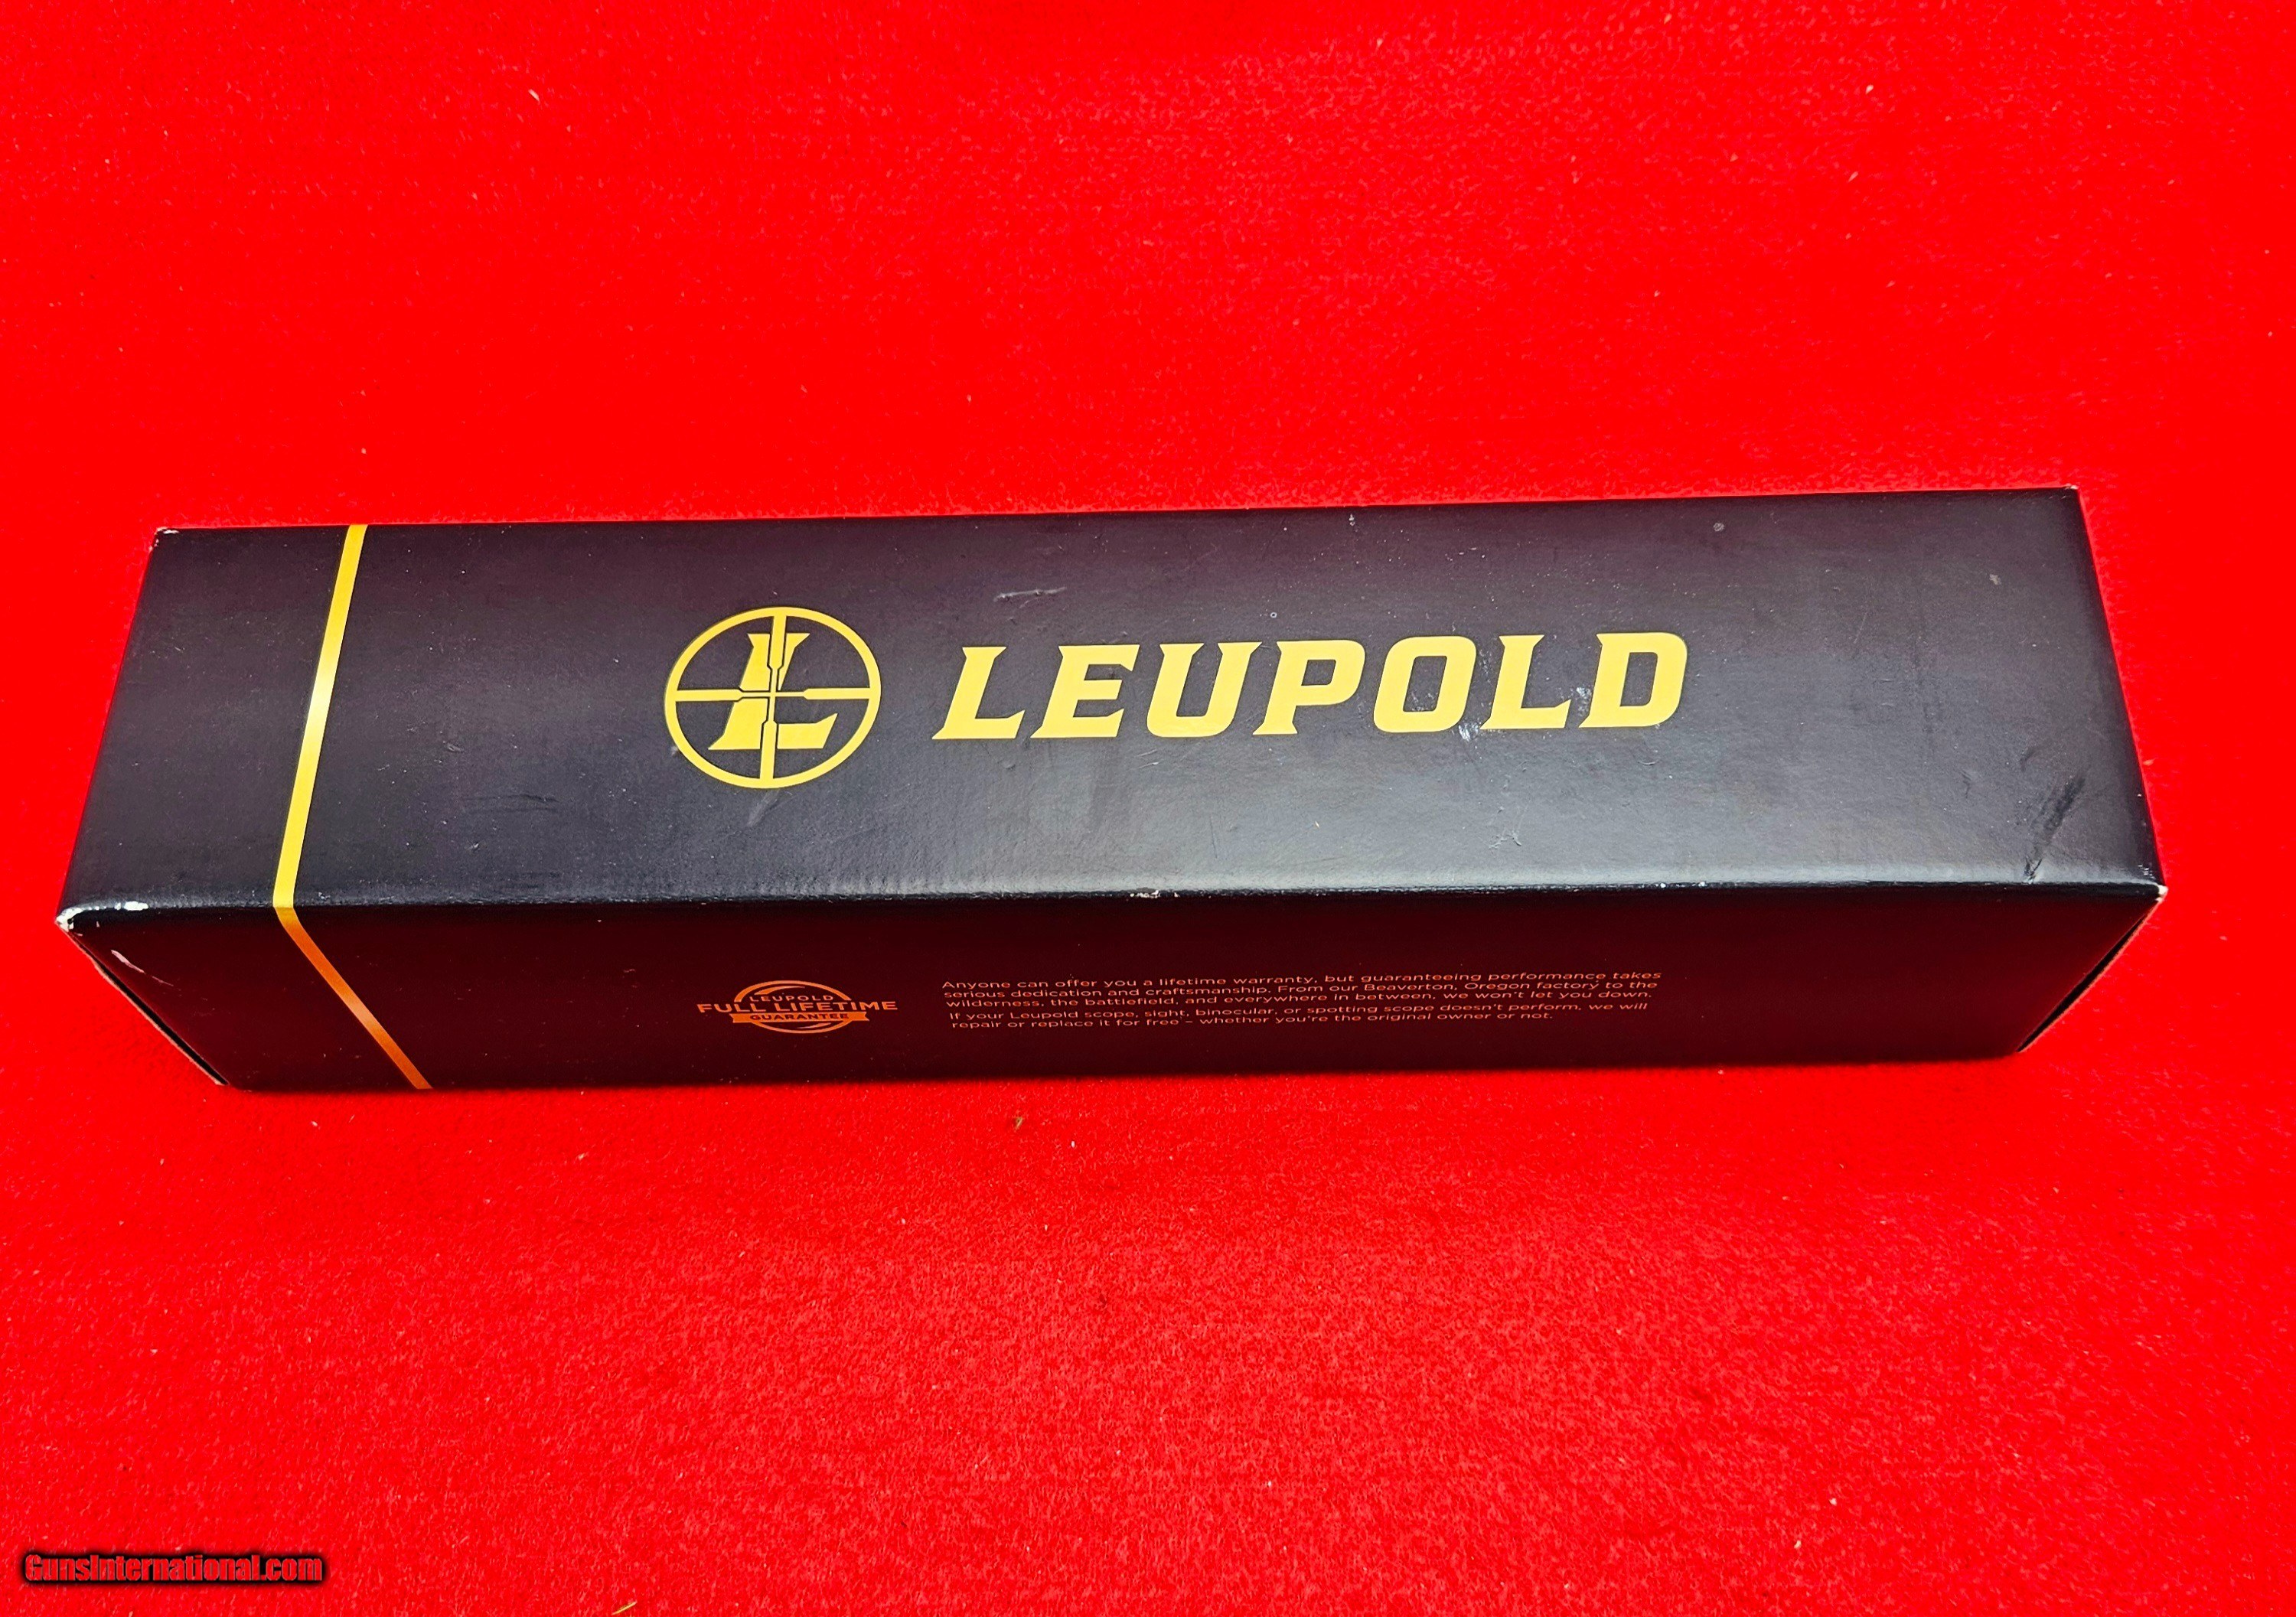 L
LEUPOLD
LEUPOLD
FULL LIFETIME
GUARANTEE
Anyone can offer you a lifetime warranty, but guaranteeing performance takes
serious dedication and craftsmanship. From our Beaverton, Oregon factory to the
wilderness, the battlefield, and everywhere in between, we won't let you down.
If your Leupold scope, sight, binocular, or spotting scope doesn't perform, we will
repair or replace it for free – whether you're the original owner or not.
GunsInternational.com